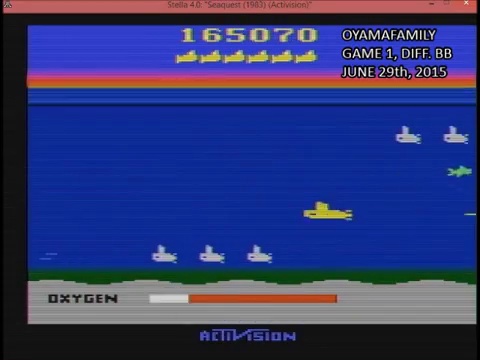 Stella 4.0: "Seaquest (1983) (Activision)"
165070
OYAMAFAMILY
GAME 1, DIFF. BB
JUNE 29th, 2015
OXYGEN
ACTIVISION